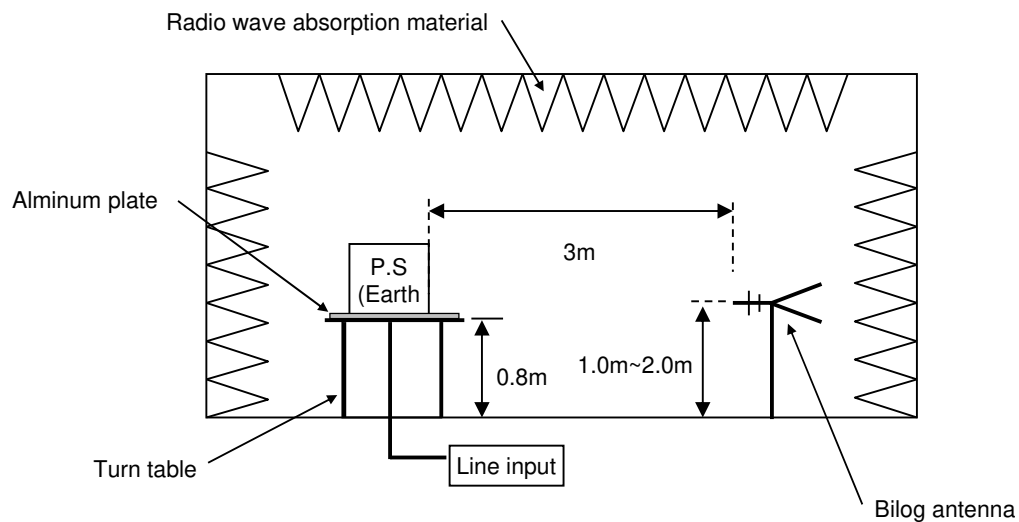 Radio wave absorption material
Alminum plate
3m
P.S
(Earth
1.0m~2.0m
0.8m
Turn table
Line input
Bilog antenna